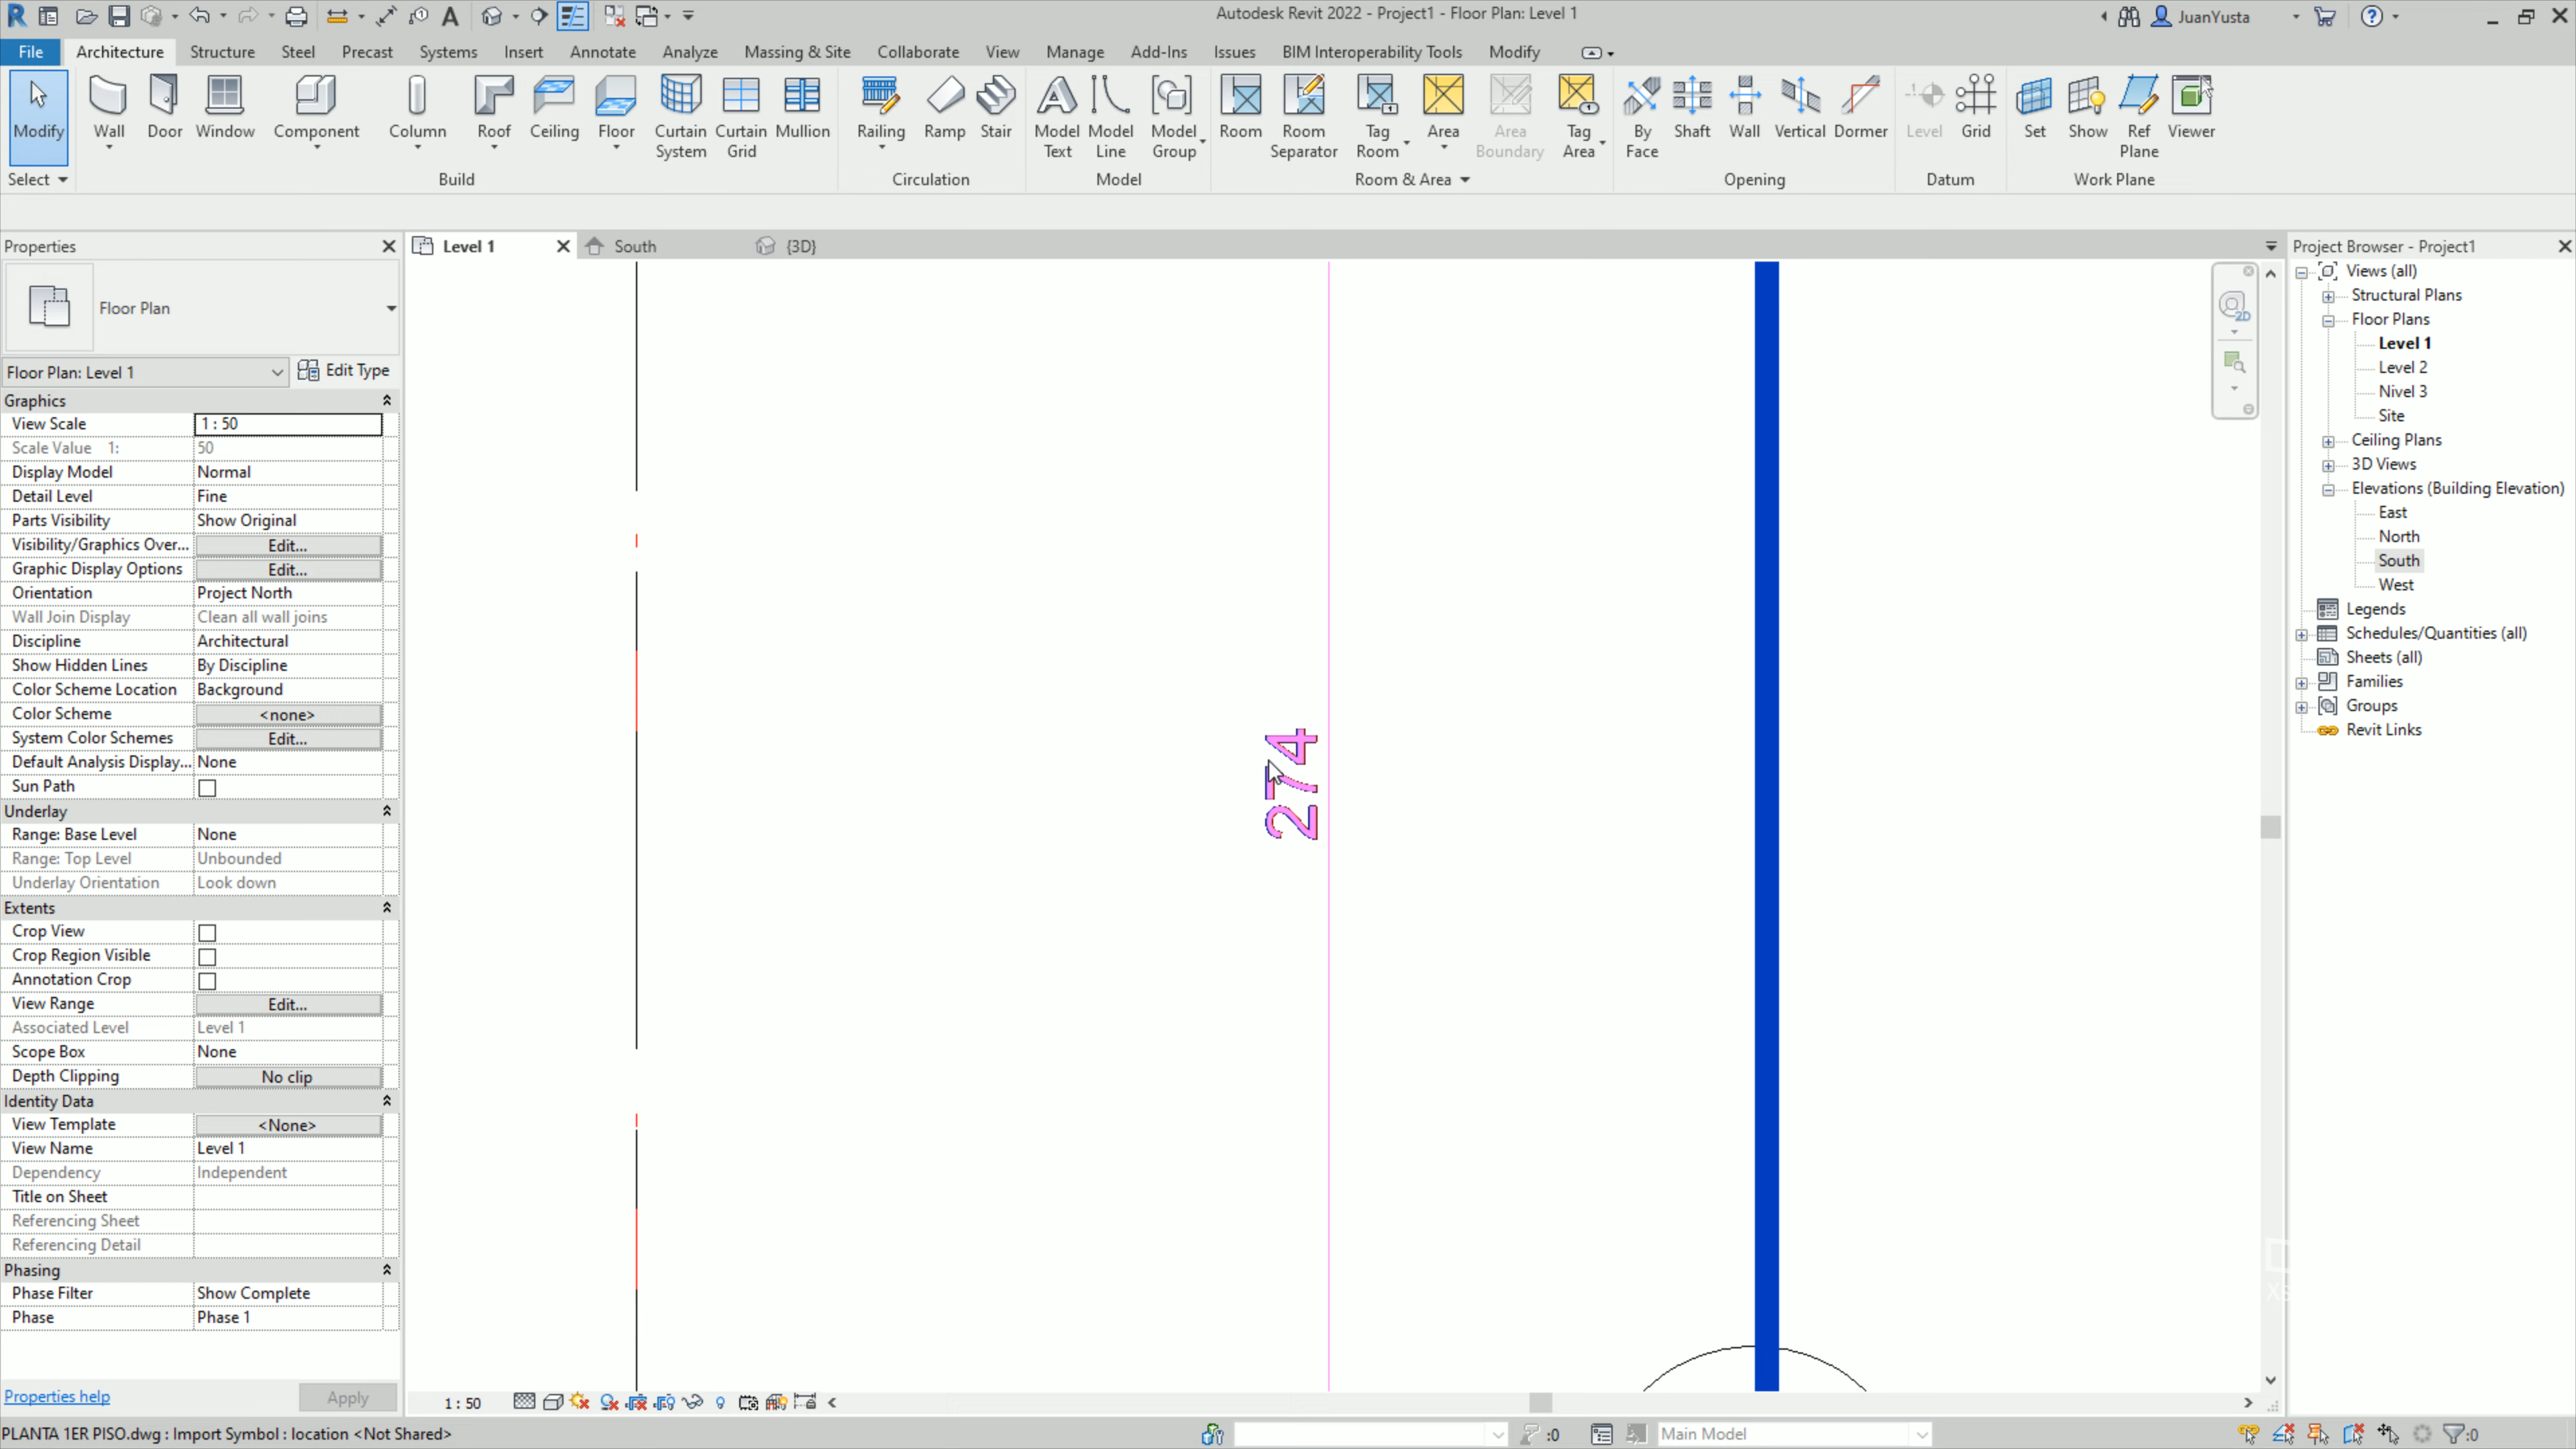 Autodesk Revit 2022 - Project1 - Floor Plan: Level 1
JuanYusta
File Architecture Structure Steel Precast Systems Insert Annotate Analyze Massing & Site Collaborate View Manage Add-Ins Issues BIM Interoperability Tools Modify
Modify Wall Door Window Component Column Roof Ceiling Floor Curtain System Curtain Grid Mullion Railing Ramp Stair Model Text Model Line Model Group Room Room Separator Tag Room Area Area Boundary Tag Area By Face Shaft Wall Vertical Dormer Level Grid Set Show Ref Plane Viewer
Select Build Circulation Model Room & Area Opening Datum Work Plane
Properties
Floor Plan
Floor Plan: Level 1 Edit Type
Graphics
View Scale 1 : 50
Scale Value 1: 50
Display Model Normal
Detail Level Fine
Parts Visibility Show Original
Visibility/Graphics Over... Edit...
Graphic Display Options Edit...
Orientation Project North
Wall Join Display Clean all wall joins
Discipline Architectural
Show Hidden Lines By Discipline
Color Scheme Location Background
Color Scheme <none>
System Color Schemes Edit...
Default Analysis Display... None
Sun Path
Underlay
Range: Base Level None
Range: Top Level Unbounded
Underlay Orientation Look down
Extents
Crop View
Crop Region Visible
Annotation Crop
View Range Edit...
Associated Level Level 1
Scope Box None
Depth Clipping No clip
Identity Data
View Template <None>
View Name Level 1
Dependency Independent
Title on Sheet
Referencing Sheet
Referencing Detail
Phasing
Phase Filter Show Complete
Phase Phase 1
Properties help Apply
Level 1 South {3D}
2D
274
1 : 50
Project Browser - Project1
Views (all)
Structural Plans
Floor Plans
Level 1
Level 2
Nivel 3
Site
Ceiling Plans
3D Views
Elevations (Building Elevation)
East
North
South
West
Legends
Schedules/Quantities (all)
Sheets (all)
Families
Groups
Revit Links
PLANTA 1ER PISO.dwg : Import Symbol : location <Not Shared>
:0 Main Model :0